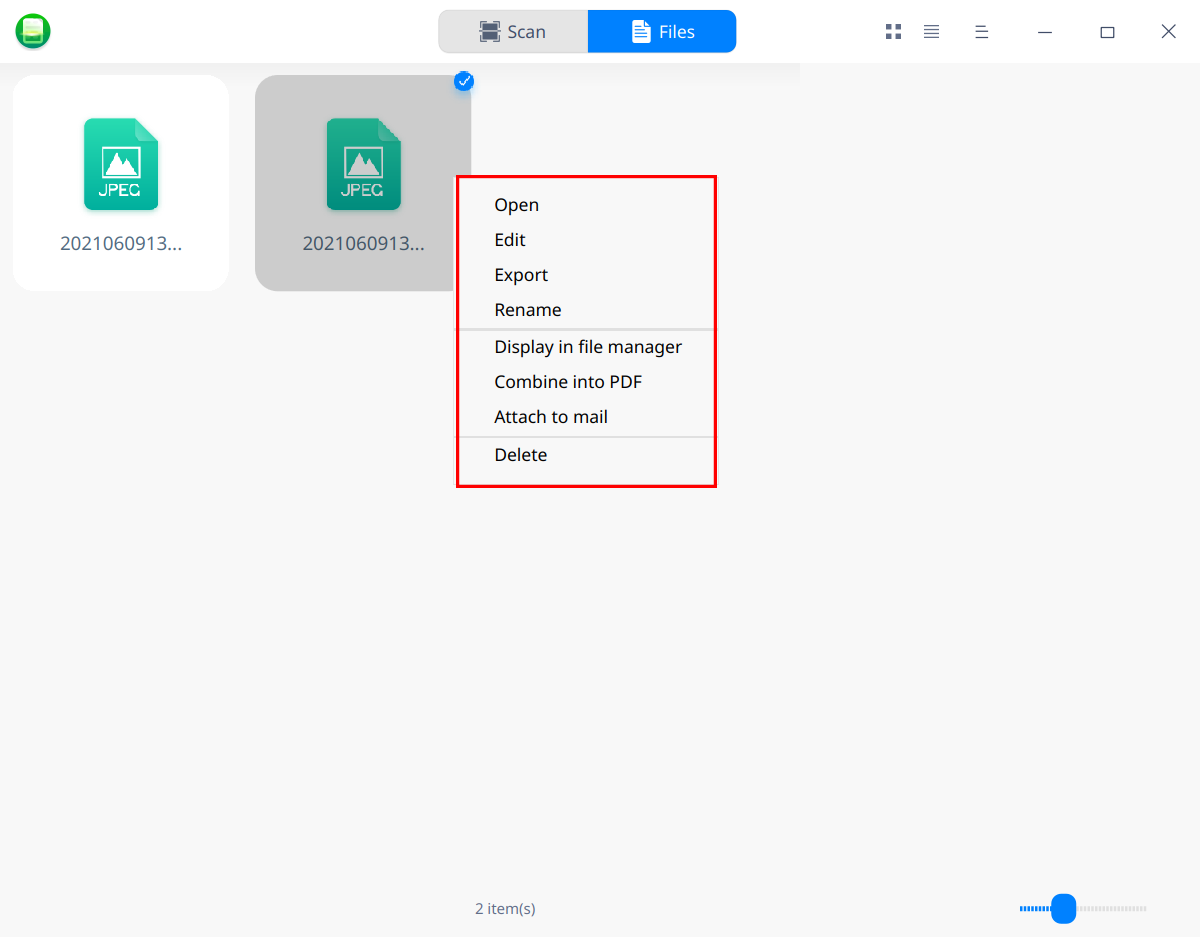 Scan
Files
JPEG
JPEG
2021060913...
2021060913...
Open
Edit
Export
Rename
Display in file manager
Combine into PDF
Attach to mail
Delete
2 item(s)